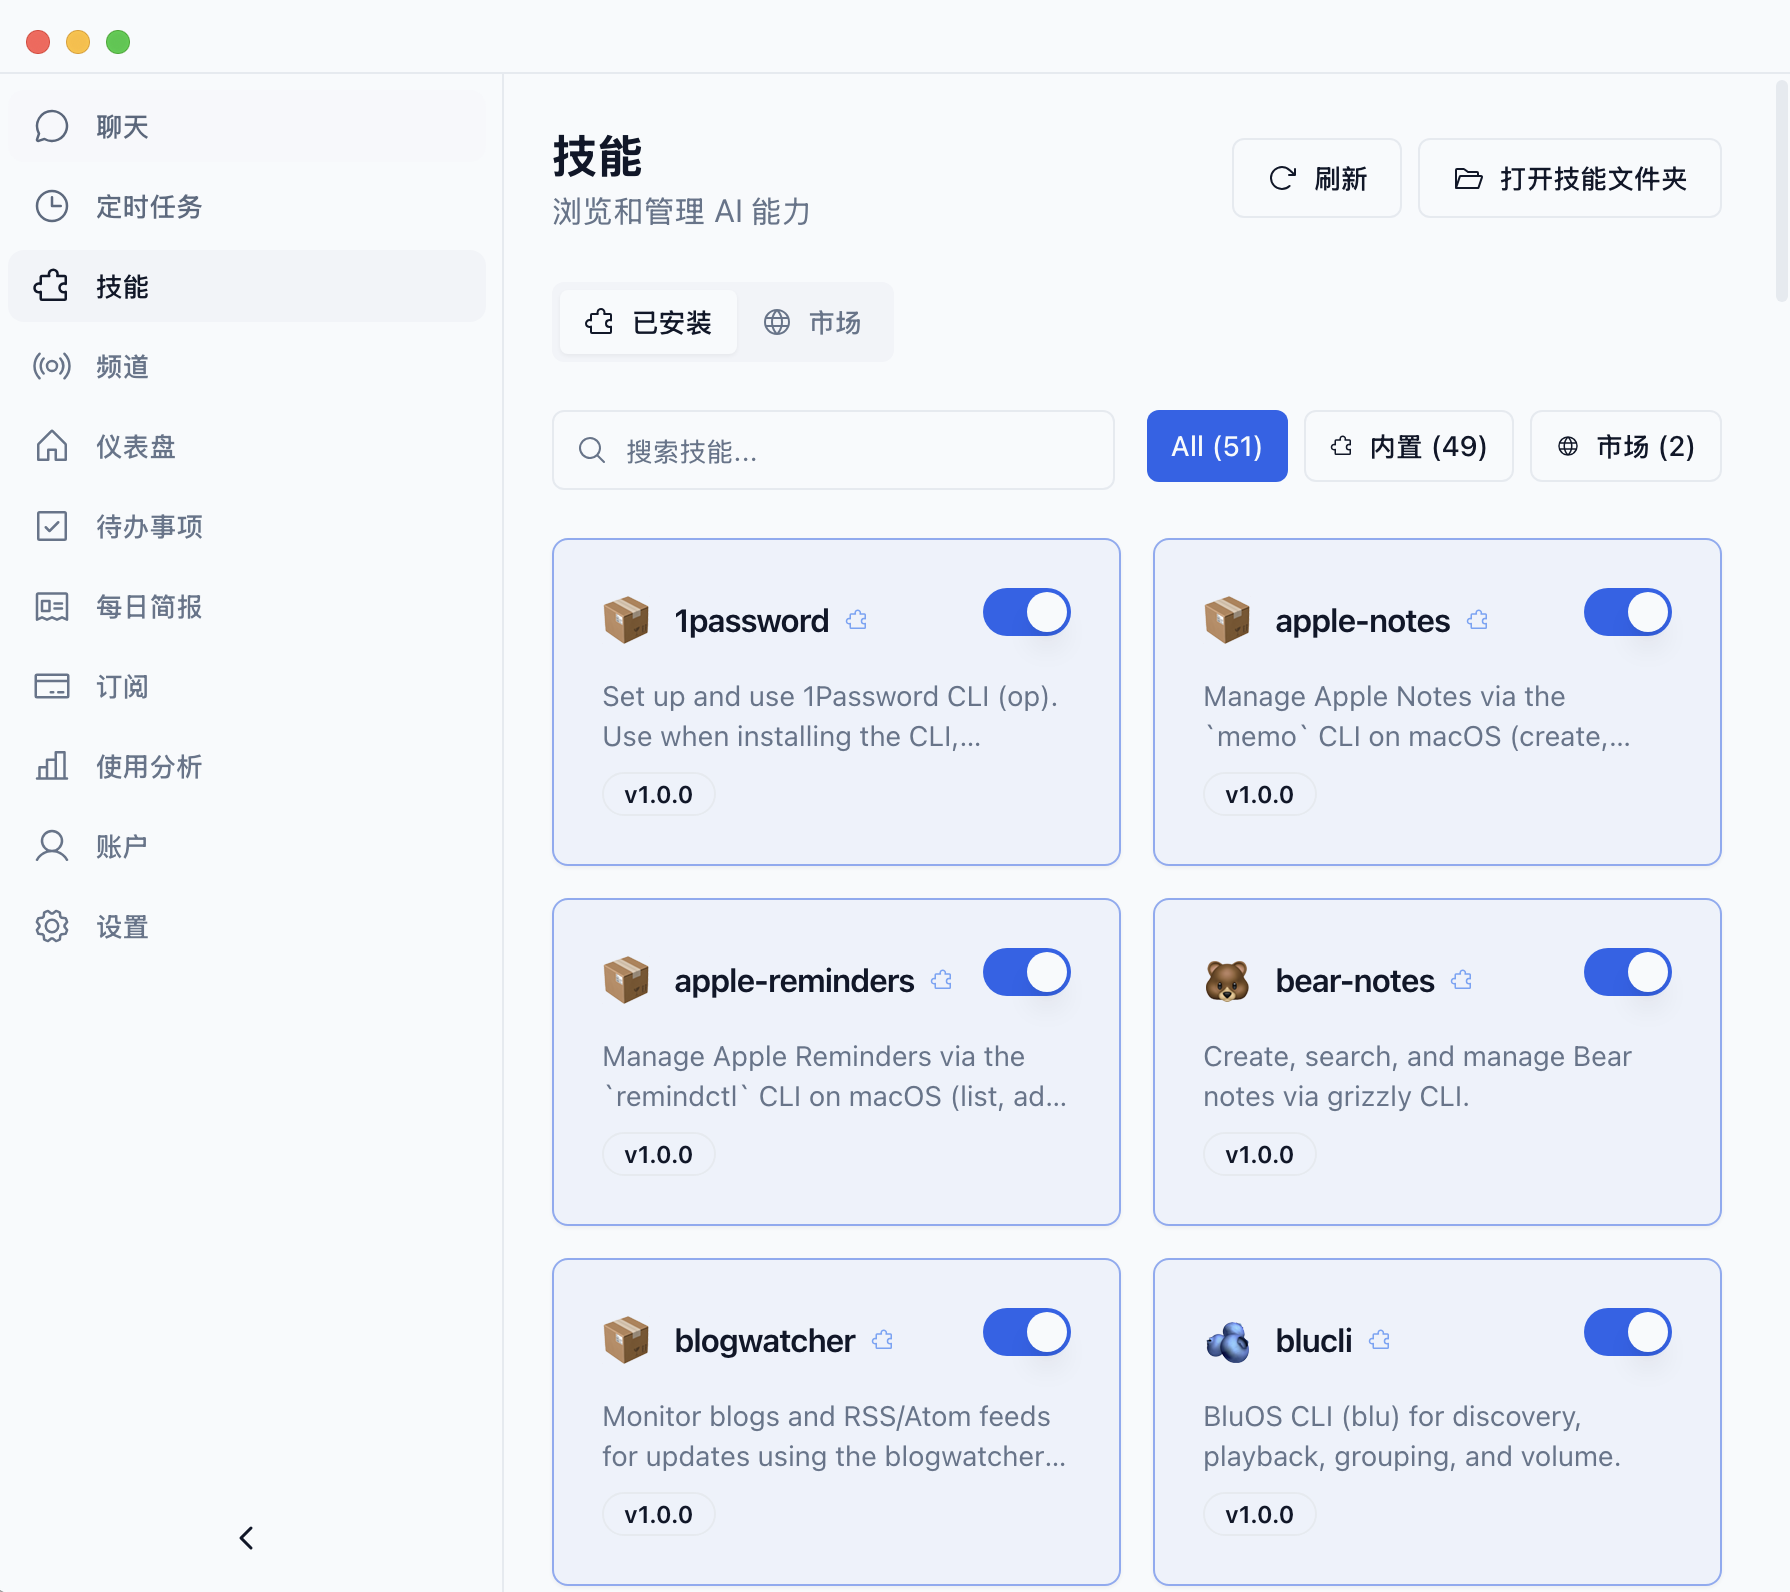 聊天
定时任务
技能
频道
仪表盘
待办事项
每日简报
订阅
使用分析
账户
设置
技能
浏览和管理 AI 能力
刷新
打开技能文件夹
已安装
市场
搜索技能...
All (51)
内置 (49)
市场 (2)
1password
Set up and use 1Password CLI (op).
Use when installing the CLI,...
v1.0.0
apple-notes
Manage Apple Notes via the
`memo` CLI on macOS (create,...
v1.0.0
apple-reminders
Manage Apple Reminders via the
`remindctl` CLI on macOS (list, ad...
v1.0.0
bear-notes
Create, search, and manage Bear
notes via grizzly CLI.
v1.0.0
blogwatcher
Monitor blogs and RSS/Atom feeds
for updates using the blogwatcher...
v1.0.0
blucli
BluOS CLI (blu) for discovery,
playback, grouping, and volume.
v1.0.0